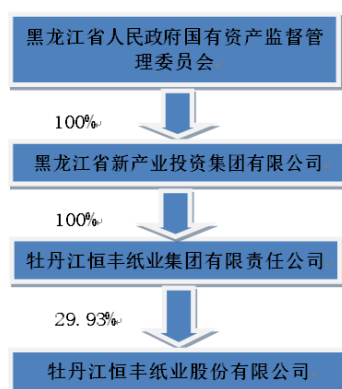 黑龙江省人民政府国有资产监督管
理委员会
100%
黑龙江省新产业投资集团有限公司
100%
牡丹江恒丰纸业集团有限责任公司
29.93%
牡丹江恒丰纸业股份有限公司